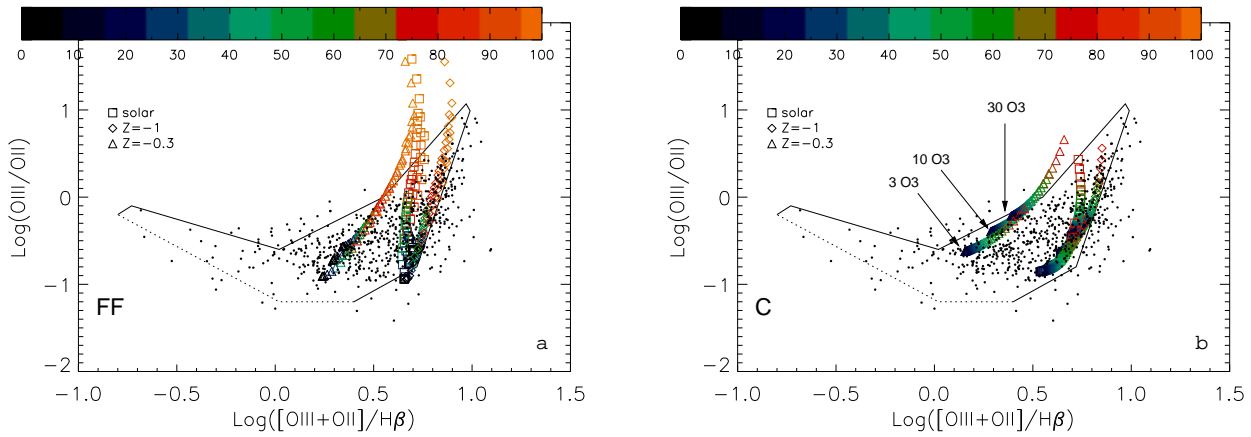 0 10 20 30 40 50 60 70 80 90 100
1
0
−1
−2
Log(OIII/OII)
□ solar
◇ Z=−1
△ Z=−0.3
FF
a
−1.0 −0.5 0.0 0.5 1.0 1.5
Log([OIII+OII]/Hβ)
0 10 20 30 40 50 60 70 80 90 100
1
0
−1
−2
Log(OIII/OII)
□ solar
◇ Z=−1
△ Z=−0.3
30 O3
10 O3
3 O3
C
b
−1.0 −0.5 0.0 0.5 1.0 1.5
Log([OIII+OII]/Hβ)